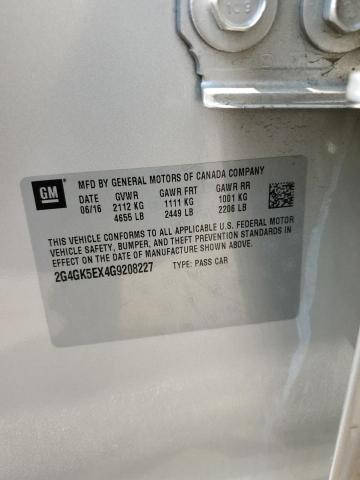 GM
MFD BY GENERAL MOTORS OF CANADA COMPANY
DATE GVWR GAWR FRT GAWR RR
06/16 2112 KG 1111 KG 1001 KG
4655 LB 2449 LB 2206 LB
THIS VEHICLE CONFORMS TO ALL APPLICABLE U.S. FEDERAL MOTOR
VEHICLE SAFETY, BUMPER, AND THEFT PREVENTION STANDARDS IN
EFFECT ON THE DATE OF MANUFACTURE SHOWN ABOVE.
2G4GK5EX4G9208227 TYPE: PASS CAR